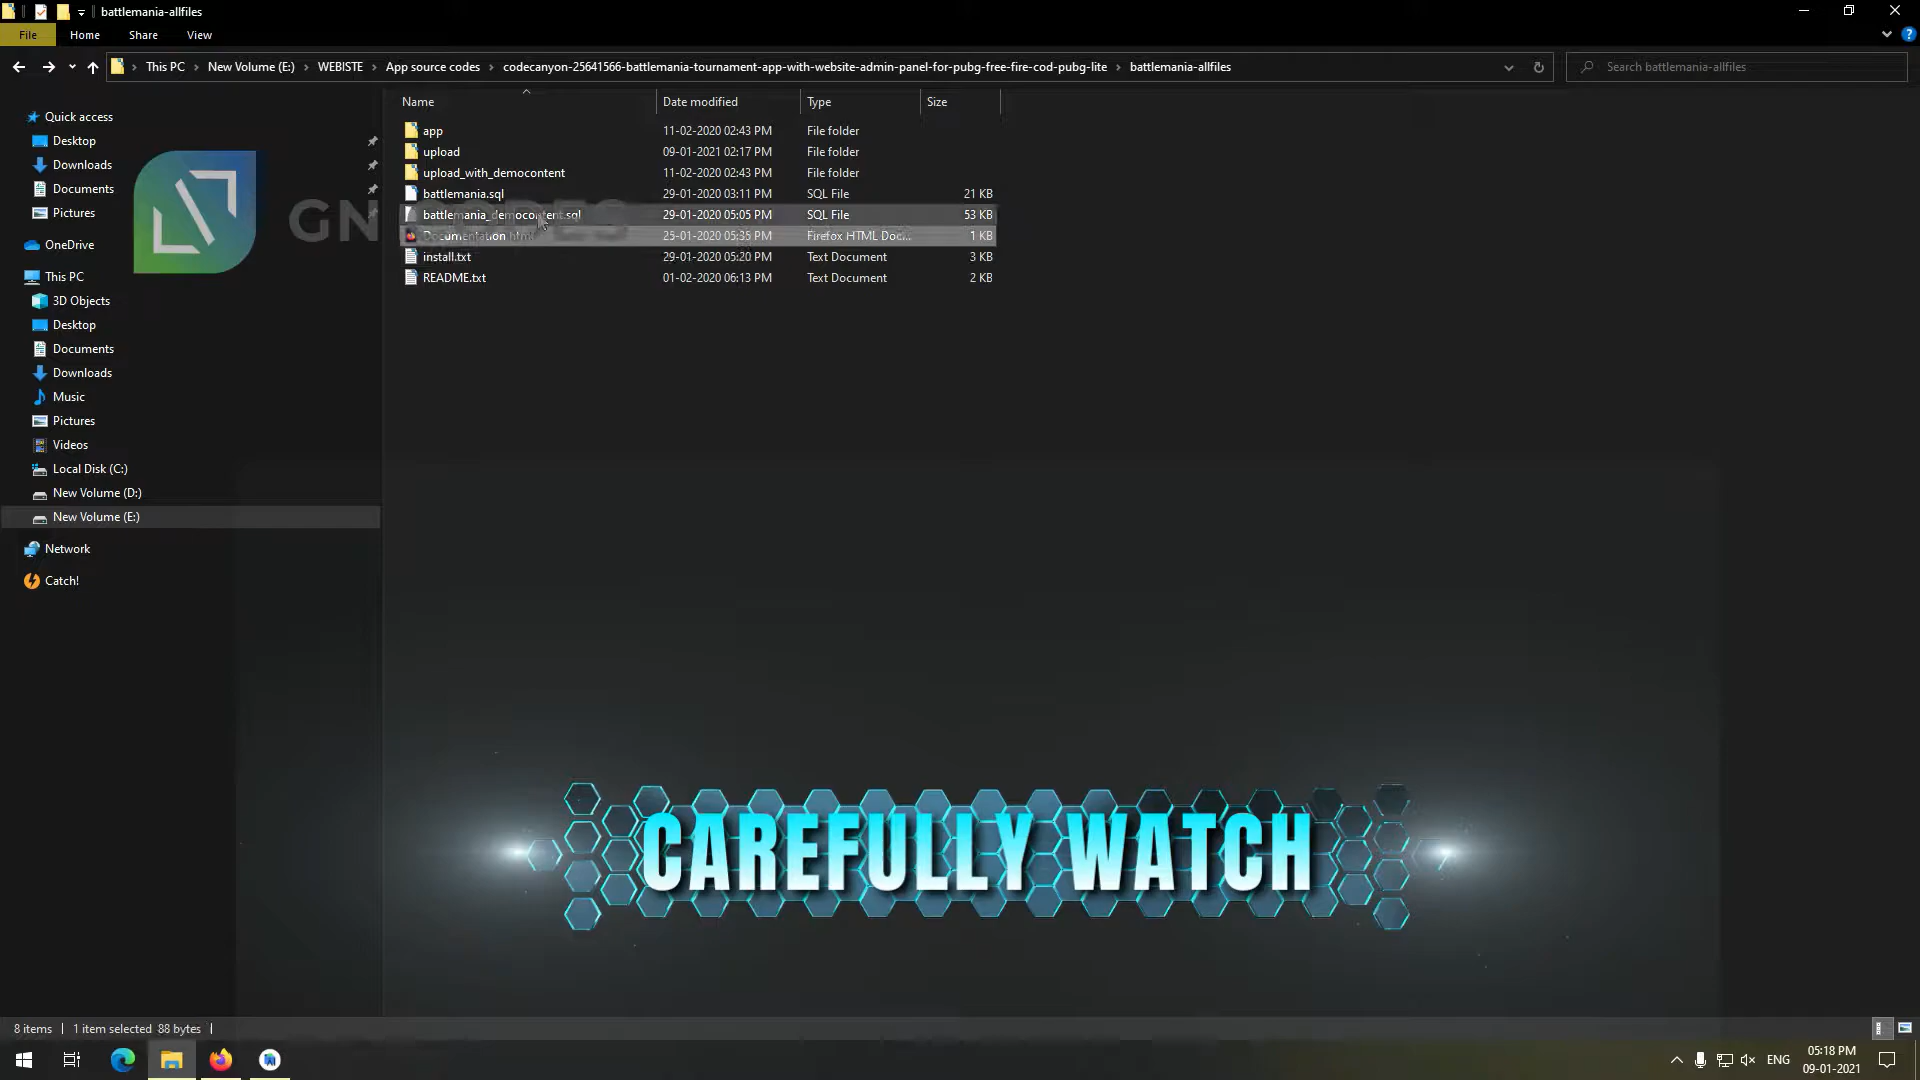 battlemania-allfiles
File Home Share View
This PC New Volume (E:) WEBISTE App source codes codecanyon-25641566-battlemania-tournament-app-with-website-admin-panel-for-pubg-free-fire-cod-pubg-lite battlemania-allfiles
Search battlemania-allfiles
Name Date modified Type Size
app 11-02-2020 02:43 PM File folder
upload 09-01-2021 02:17 PM File folder
upload_with_democontent 11-02-2020 02:43 PM File folder
battlemania.sql 29-01-2020 03:11 PM SQL File 21 KB
battlemania_democontent.sql 29-01-2020 05:05 PM SQL File 53 KB
Documentation.html 25-01-2020 05:35 PM Firefox HTML Doc... 1 KB
install.txt 29-01-2020 05:20 PM Text Document 3 KB
README.txt 01-02-2020 06:13 PM Text Document 2 KB
Quick access
Desktop
Downloads
Documents
Pictures
OneDrive
This PC
3D Objects
Desktop
Documents
Downloads
Music
Pictures
Videos
Local Disk (C:)
New Volume (D:)
New Volume (E:)
Network
Catch!
CAREFULLY WATCH
8 items 1 item selected 88 bytes
ENG
05:18 PM
09-01-2021